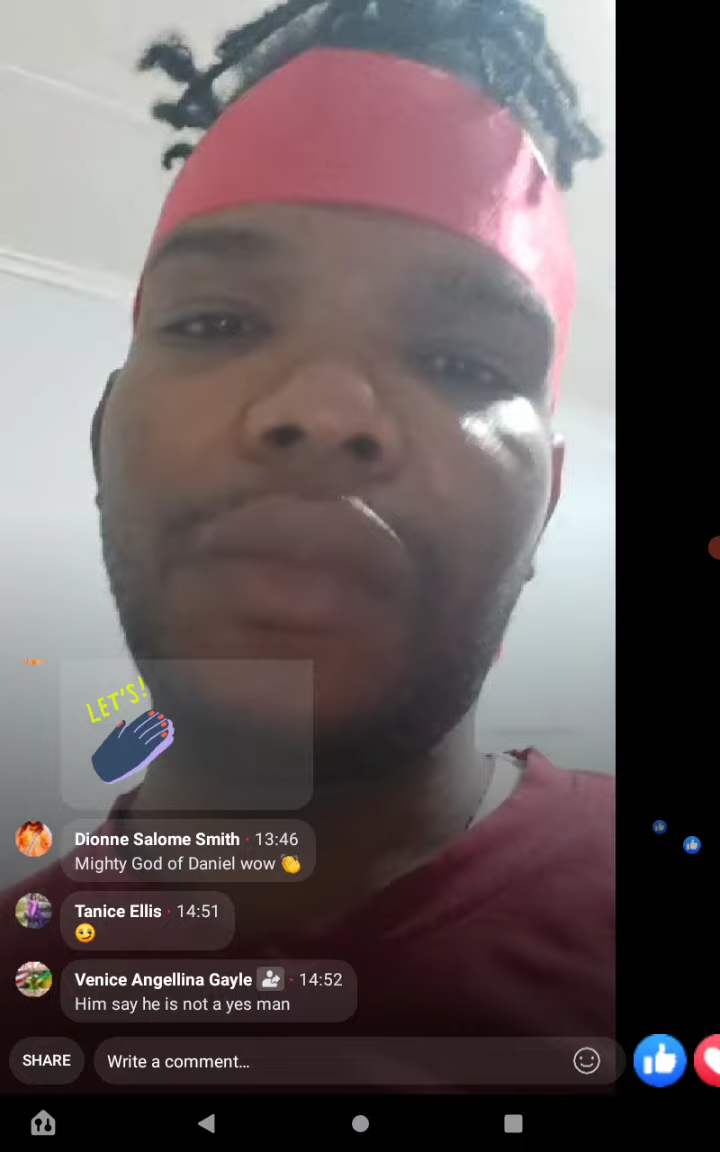 LET'S!
Dionne Salome Smith · 13:46
Mighty God of Daniel wow 👏
Tanice Ellis · 14:51
😏
Venice Angellina Gayle · 14:52
Him say he is not a yes man
SHARE
Write a comment...